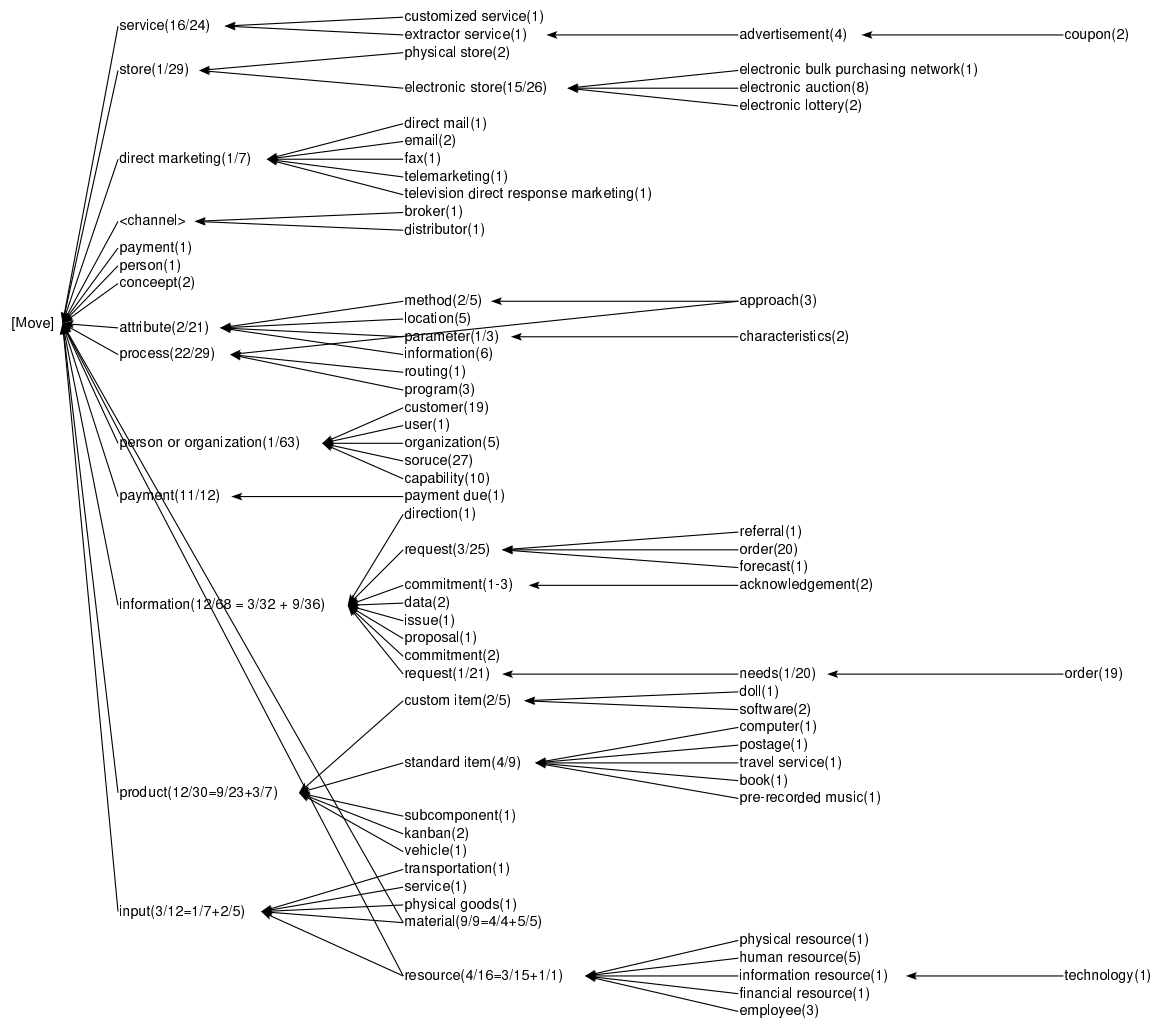 customized service(1)
service(16/24)
extractor service(1)
advertisement(4)
coupon(2)
physical store(2)
store(1/29)
electronic bulk purchasing network(1)
electronic store(15/26)
electronic auction(8)
electronic lottery(2)
direct mail(1)
email(2)
direct marketing(1/7)
fax(1)
telemarketing(1)
television direct response marketing(1)
broker(1)
<channel>
distributor(1)
payment(1)
person(1)
conceept(2)
method(2/5)
approach(3)
location(5)
[Move]
attribute(2/21)
parameter(1/3)
characteristics(2)
process(22/29)
information(6)
routing(1)
program(3)
customer(19)
user(1)
person or organization(1/63)
organization(5)
soruce(27)
capability(10)
payment(11/12)
payment due(1)
direction(1)
referral(1)
request(3/25)
order(20)
forecast(1)
commitment(1-3)
acknowledgement(2)
information(12/68 = 3/32 + 9/36)
data(2)
issue(1)
proposal(1)
commitment(2)
request(1/21)
needs(1/20)
order(19)
doll(1)
custom item(2/5)
software(2)
computer(1)
postage(1)
standard item(4/9)
travel service(1)
book(1)
product(12/30=9/23+3/7)
pre-recorded music(1)
subcomponent(1)
kanban(2)
vehicle(1)
transportation(1)
service(1)
physical goods(1)
input(3/12=1/7+2/5)
material(9/9=4/4+5/5)
physical resource(1)
human resource(5)
resource(4/16=3/15+1/1)
information resource(1)
technology(1)
financial resource(1)
employee(3)